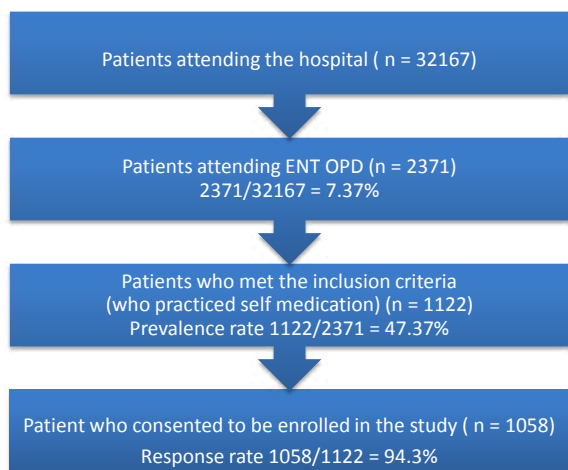 Patients attending the hospital ( n = 32167)
Patients attending ENT OPD (n = 2371)
2371/32167 = 7.37%
Patients who met the inclusion criteria
(who practiced self medication) (n = 1122)
Prevalence rate 1122/2371 = 47.37%
Patient who consented to be enrolled in the study ( n = 1058)
Response rate 1058/1122 = 94.3%